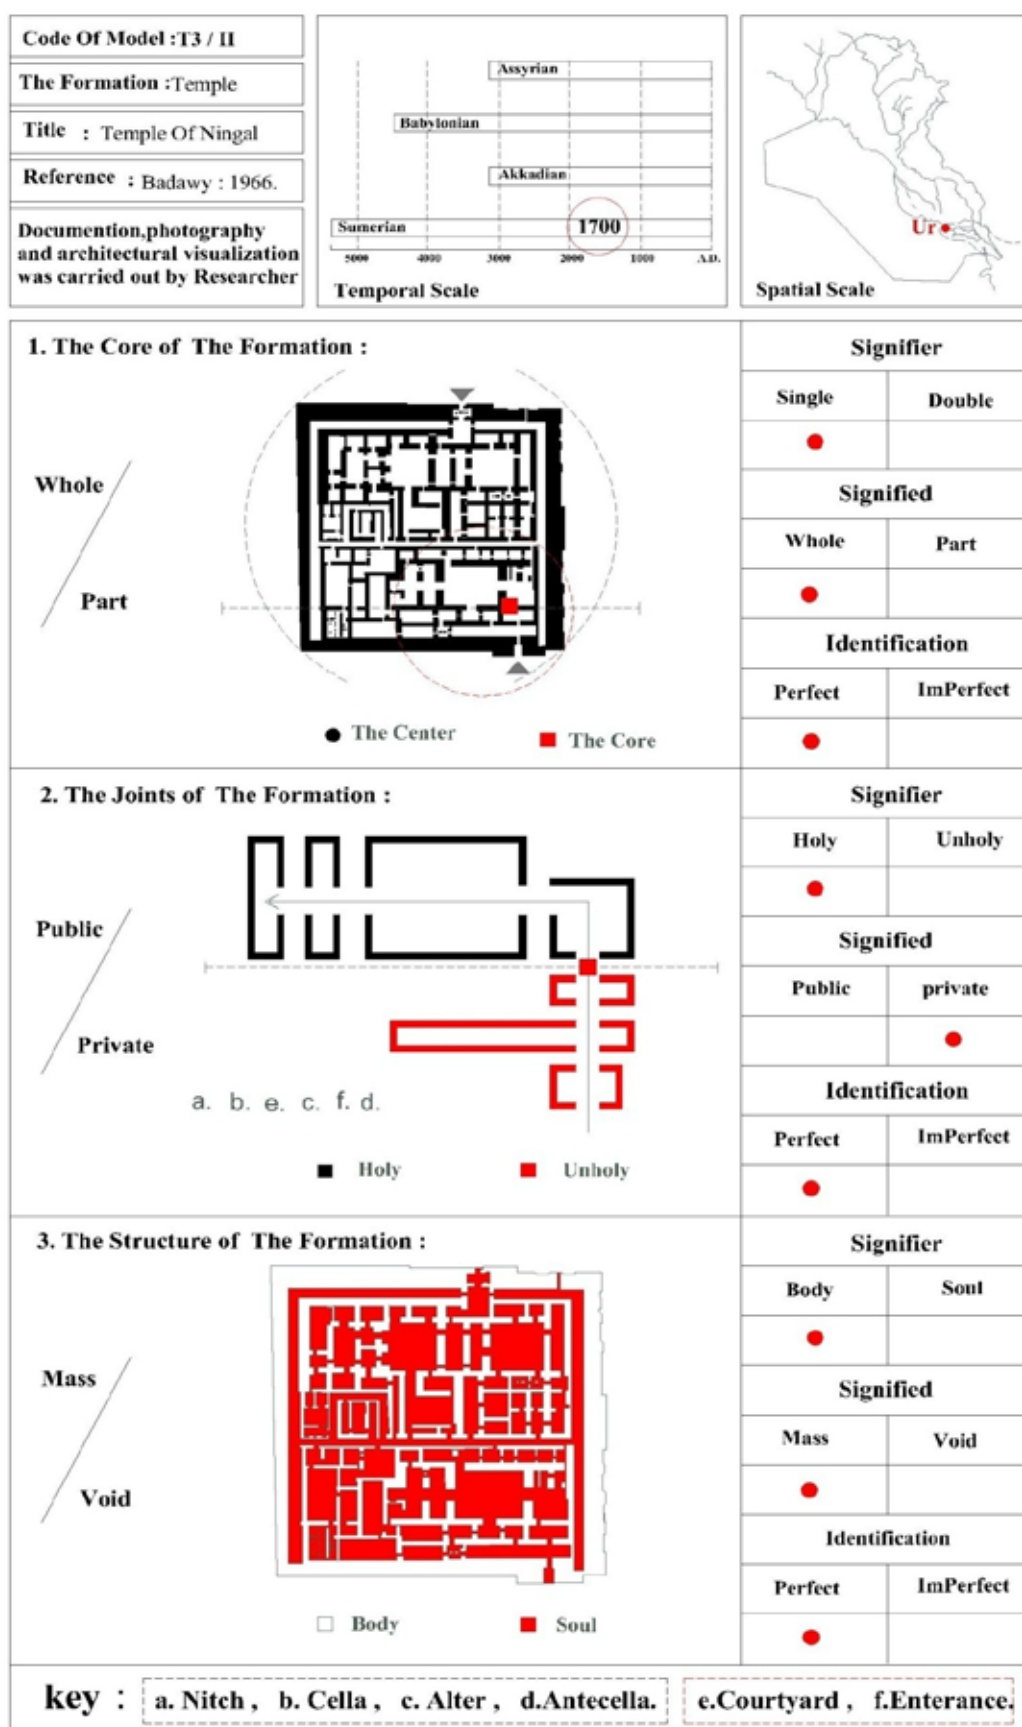 Code Of Model :T3 / II
The Formation :Temple
Title : Temple Of Ningal
Reference : Badawy : 1966.
Documention,photography
and architectural visualization
was carried out by Researcher
Assyrian
Babylonian
Akkadian
Sumerian
1700
5000 4000 3000 2000 1000 A.D.
Temporal Scale
Ur
Spatial Scale
1. The Core of The Formation :
Whole
Part
The Center
The Core
Signifier
Single Double
Signified
Whole Part
Identification
Perfect ImPerfect
2. The Joints of The Formation :
Public
Private
a. b. e. c. f. d.
Holy
Unholy
Signifier
Holy Unholy
Signified
Public private
Identification
Perfect ImPerfect
3. The Structure of The Formation :
Mass
Void
Body
Soul
Signifier
Body Soul
Signified
Mass Void
Identification
Perfect ImPerfect
key : a. Nitch , b. Cella , c. Alter , d.Antecella. e.Courtyard , f.Enterance.